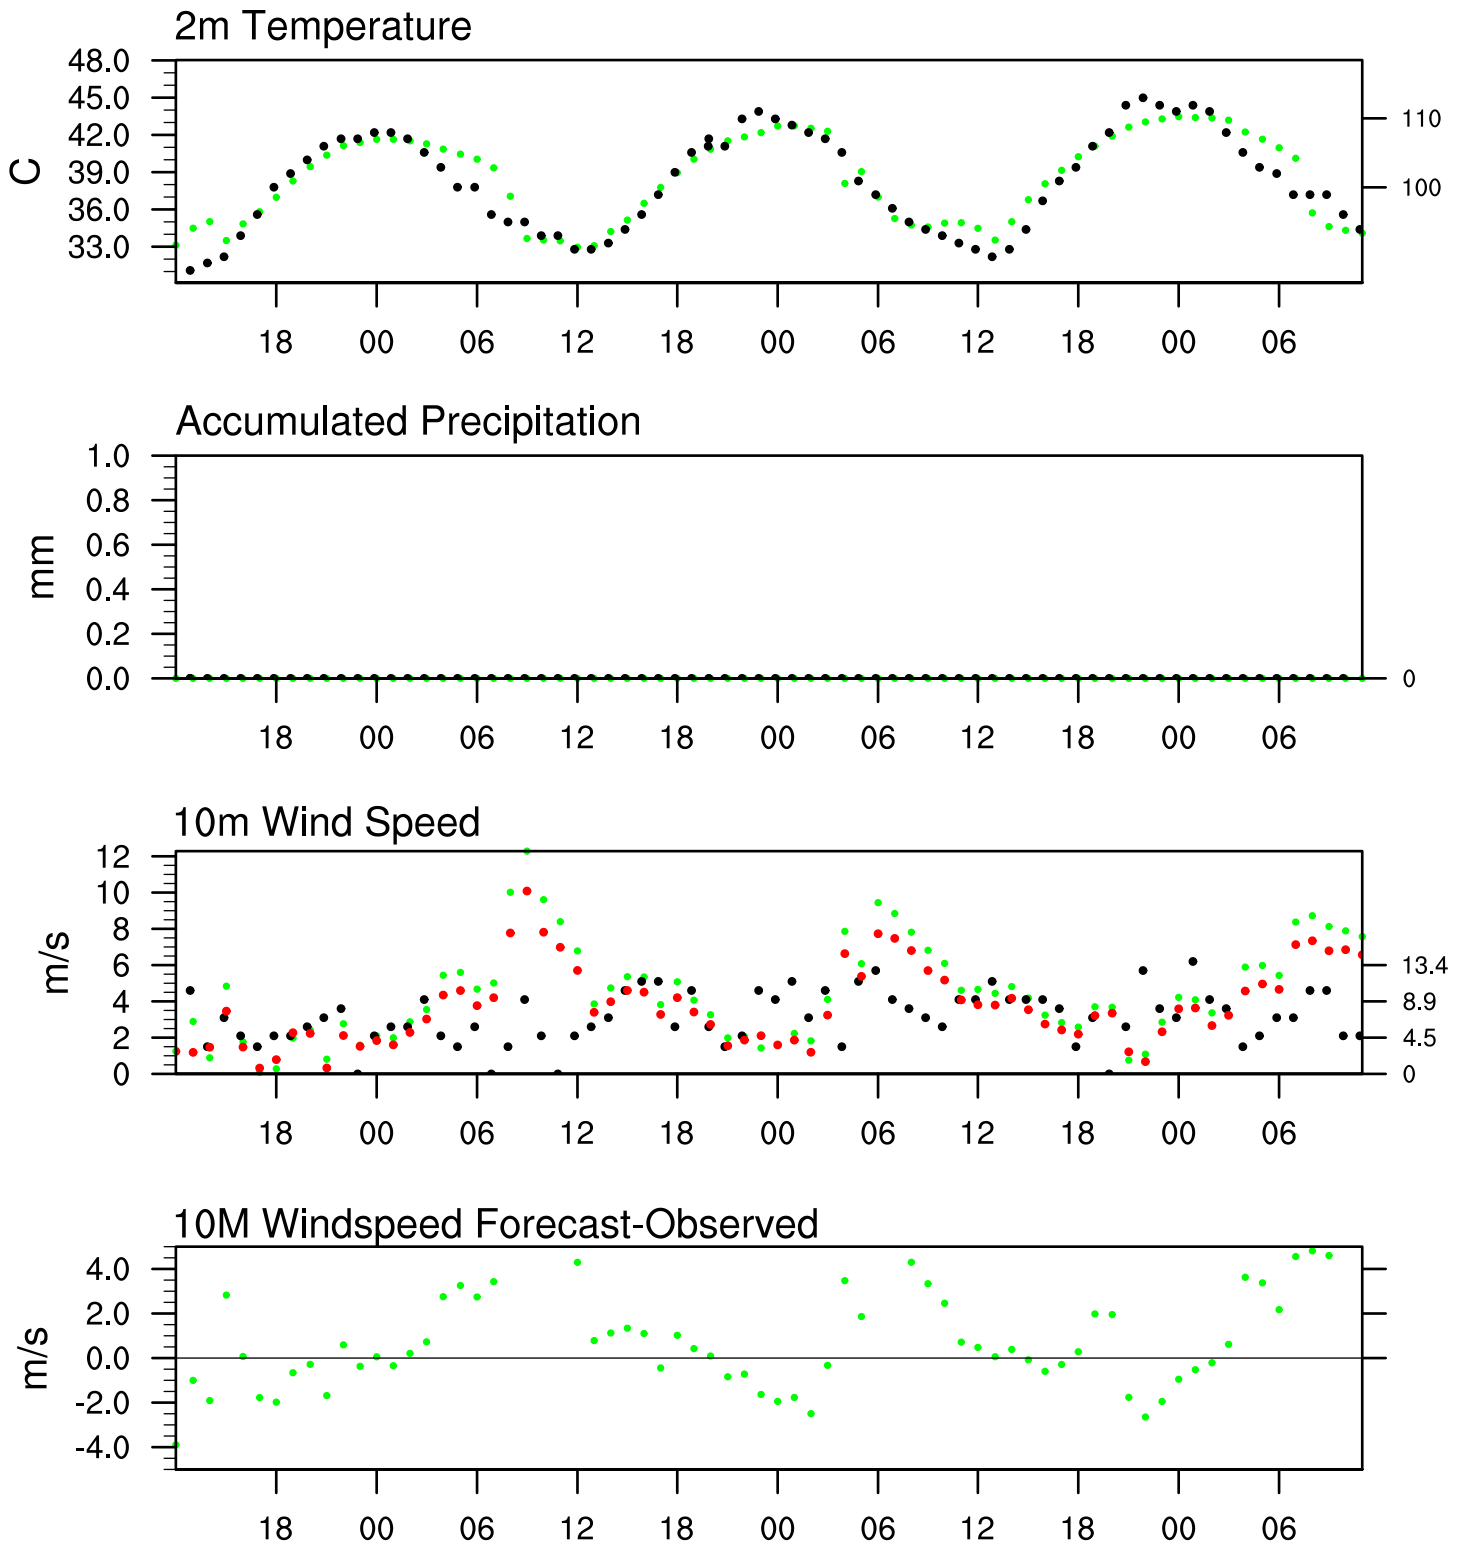 2m Temperature
48.0
45.0
42.0
39.0
36.0
33.0
C
110
100
18 00 06 12 18 00 06 12 18 00 06
Accumulated Precipitation
1.0
0.8
0.6
0.4
0.2
0.0
mm
0
18 00 06 12 18 00 06 12 18 00 06
10m Wind Speed
12
10
8
6
4
2
0
m/s
13.4
8.9
4.5
0
18 00 06 12 18 00 06 12 18 00 06
10M Windspeed Forecast-Observed
4.0
2.0
0.0
-2.0
-4.0
m/s
18 00 06 12 18 00 06 12 18 00 06